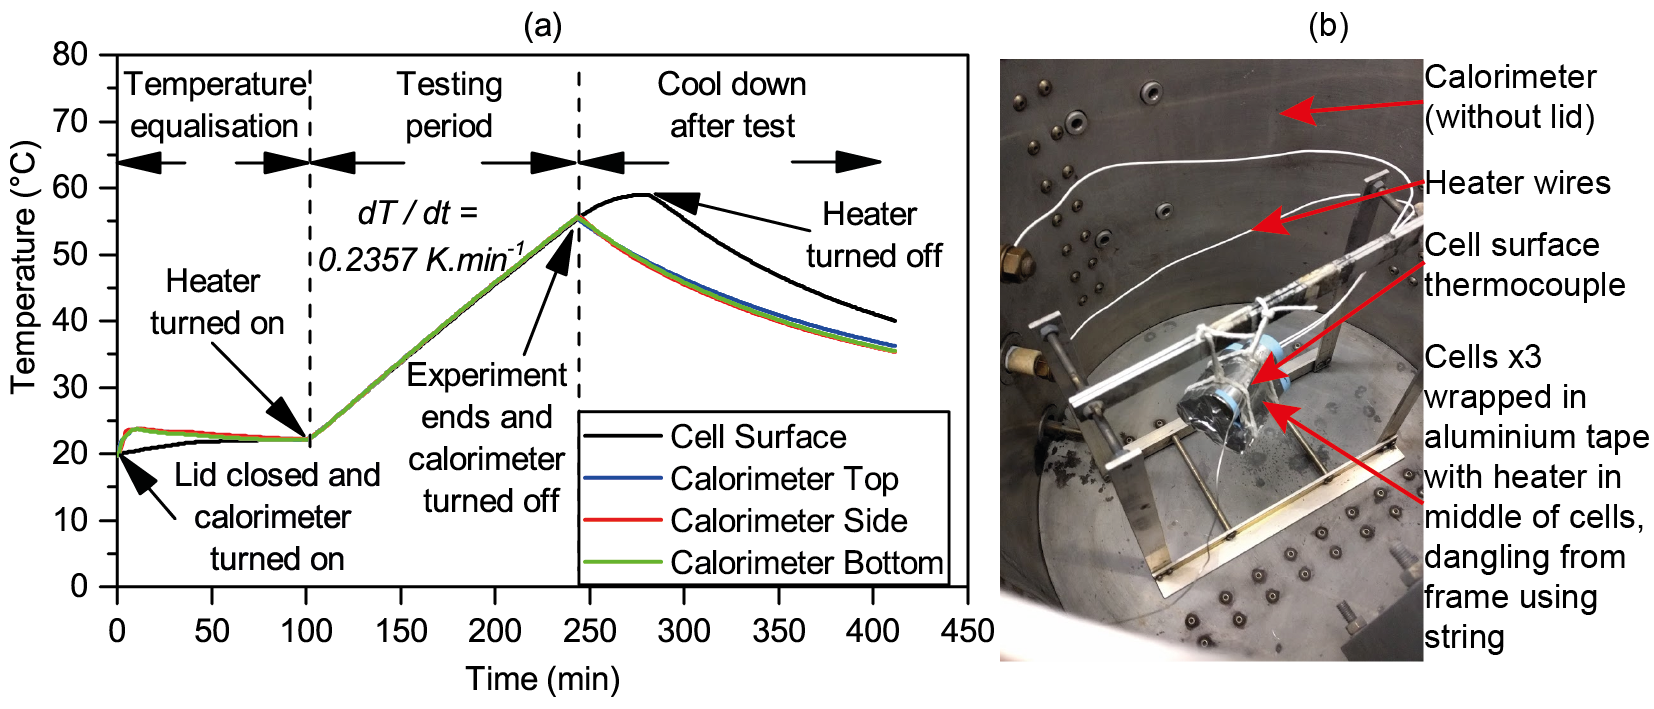 (a)
80
70
60
50
40
30
20
10
0
Temperature (°C)
0 50 100 150 200 250 300 350 400 450
Time (min)
Temperature
equalisation
Testing
period
Cool down
after test
dT / dt =
0.2357 K.min-1
Heater
turned on
Heater
turned off
Lid closed and
calorimeter
turned on
Experiment
ends and
calorimeter
turned off
Cell Surface
Calorimeter Top
Calorimeter Side
Calorimeter Bottom
(b)
Calorimeter
(without lid)
Heater wires
Cell surface
thermocouple
Cells x3
wrapped in
aluminium tape
with heater in
middle of cells,
dangling from
frame using
string